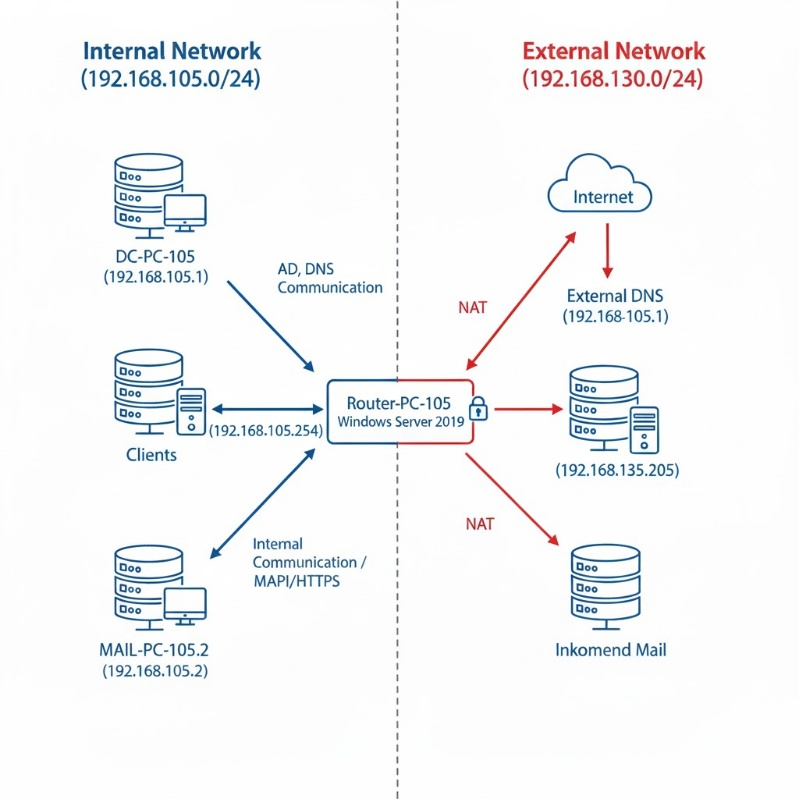 Internal Network
(192.168.105.0/24)
External Network
(192.168.130.0/24)
DC-PC-105
(192.168.105.1)
AD, DNS
Communication
Internet
NAT
External DNS
(192.168-105.1)
Clients
(192.168.105.254)
Router-PC-105
Windows Server 2019
(192.168.135.205)
Internal
Communication /
MAPI/HTTPS
NAT
MAIL-PC-105.2
(192.168.105.2)
Inkomend Mail